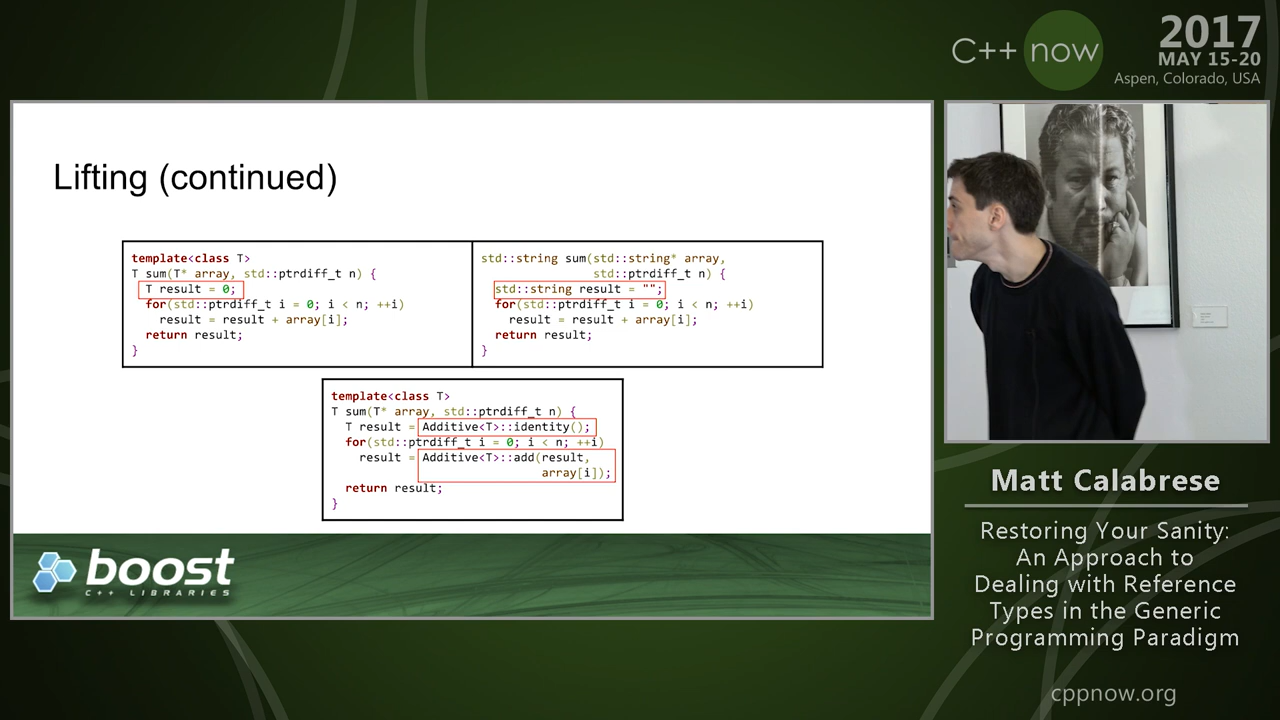 C++ now
2017
MAY 15-20
Aspen, Colorado, USA
Lifting (continued)
template<class T>
T sum(T* array, std::ptrdiff_t n) {
T result = 0;
for(std::ptrdiff_t i = 0; i < n; ++i)
result = result + array[i];
return result;
}
std::string sum(std::string* array,
std::ptrdiff_t n) {
std::string result = "";
for(std::ptrdiff_t i = 0; i < n; ++i)
result = result + array[i];
return result;
}
template<class T>
T sum(T* array, std::ptrdiff_t n) {
T result = Additive<T>::identity();
for(std::ptrdiff_t i = 0; i < n; ++i)
result = Additive<T>::add(result,
array[i]);
return result;
}
boost
C++ LIBRARIES
Matt Calabrese
Restoring Your Sanity:
An Approach to
Dealing with Reference
Types in the Generic
Programming Paradigm
cppnow.org